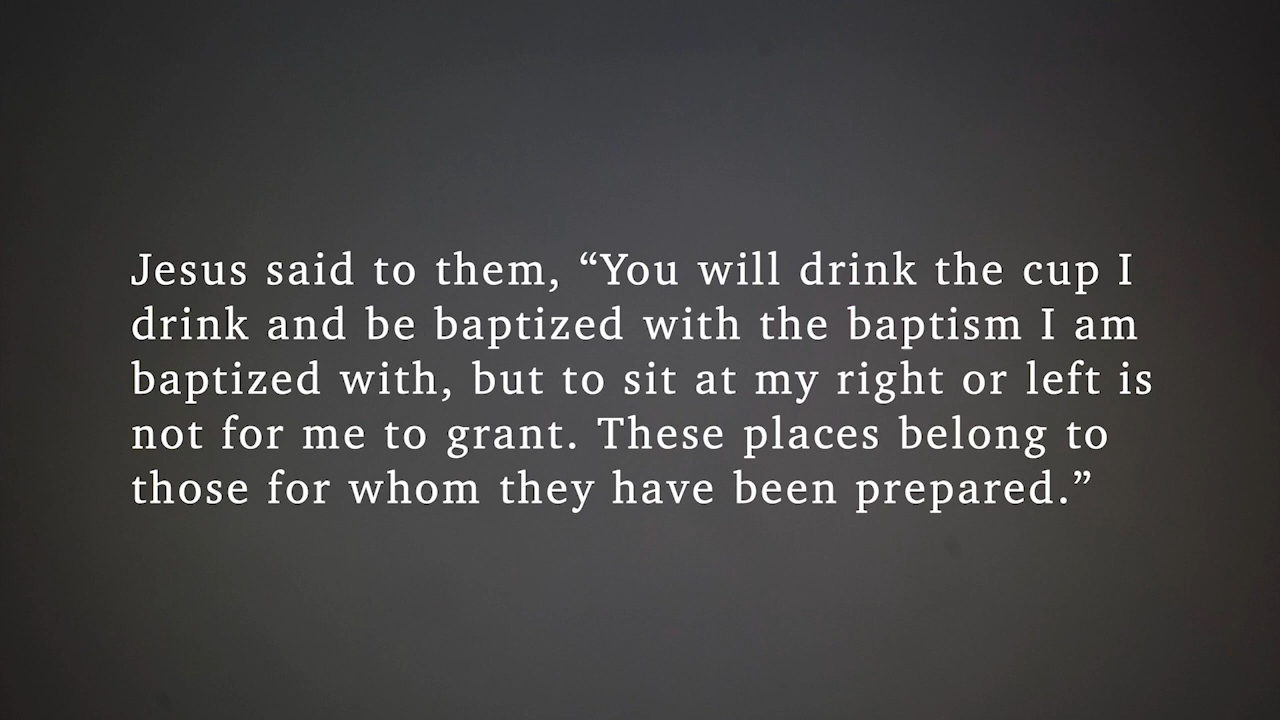 Jesus said to them, “You will drink the cup I
drink and be baptized with the baptism I am
baptized with, but to sit at my right or left is
not for me to grant. These places belong to
those for whom they have been prepared.”